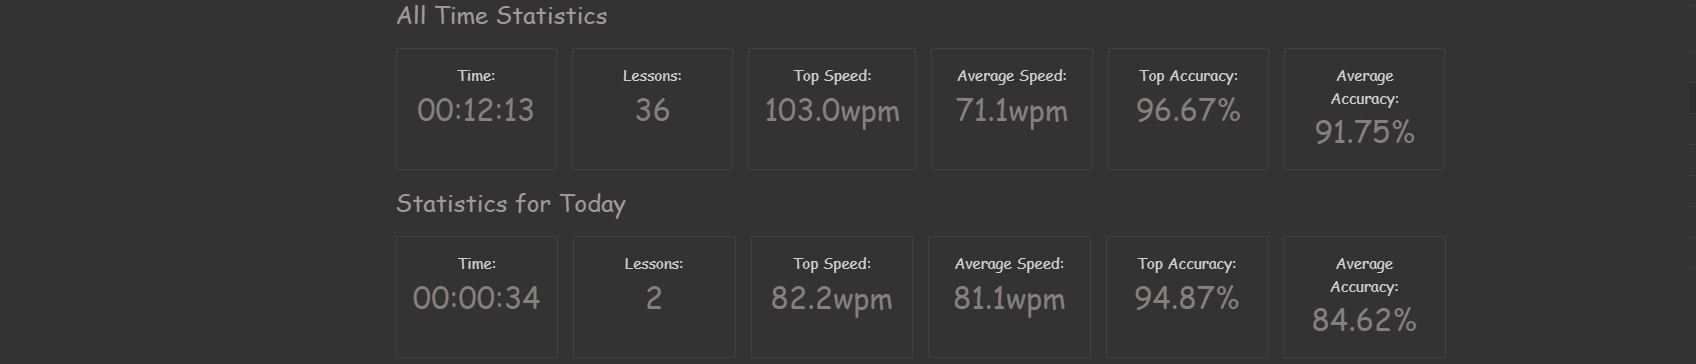 All Time Statistics
Time:
00:12:13
Lessons:
36
Top Speed:
103.0wpm
Average Speed:
71.1wpm
Top Accuracy:
96.67%
Average
Accuracy:
91.75%
Statistics for Today
Time:
00:00:34
Lessons:
2
Top Speed:
82.2wpm
Average Speed:
81.1wpm
Top Accuracy:
94.87%
Average
Accuracy:
84.62%